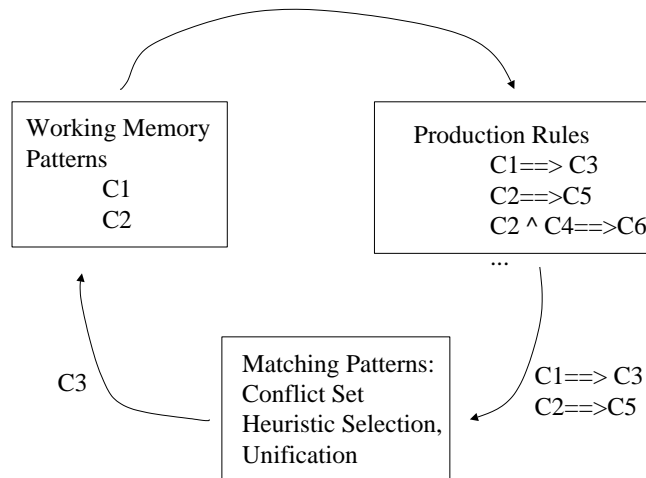 Working Memory
Patterns
C1
C2
Production Rules
C1==> C3
C2==>C5
C2 ^ C4==>C6
...
Matching Patterns:
Conflict Set
Heuristic Selection,
Unification
C1==> C3
C2==>C5
C3